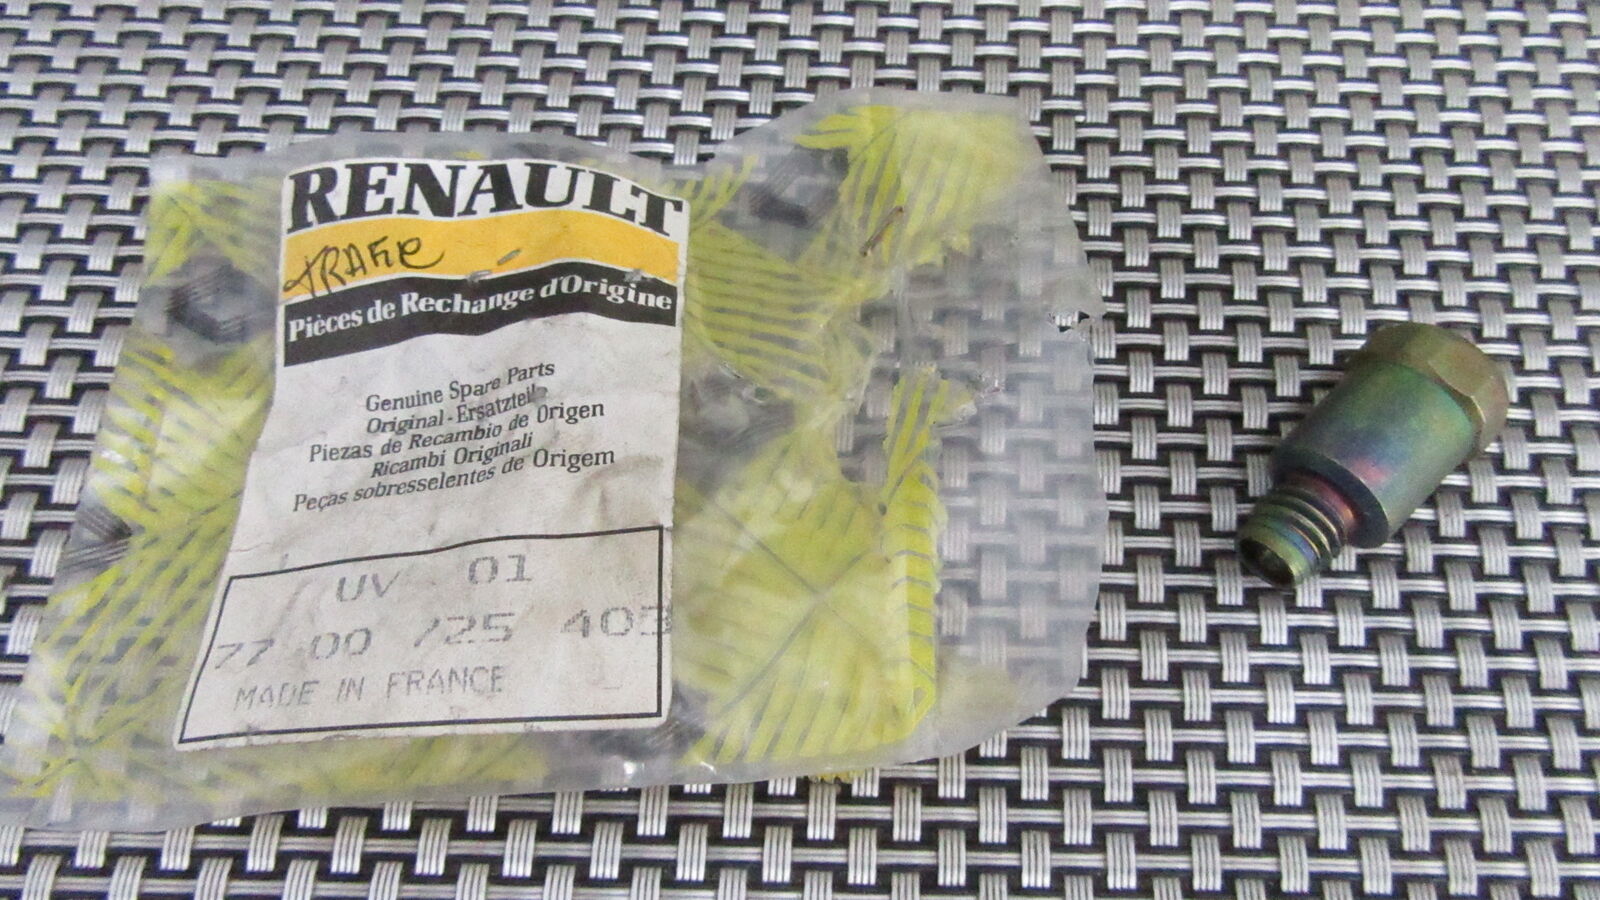 RENAULT
TRAFIC
Pièces de Rechange d'Origine
Genuine Spare Parts
Original-Ersatzteile
Piezas de Recambio de Origen
Ricambi Originali
Peças sobresselentes de Origem
UV 01
77 00 725 403
MADE IN FRANCE